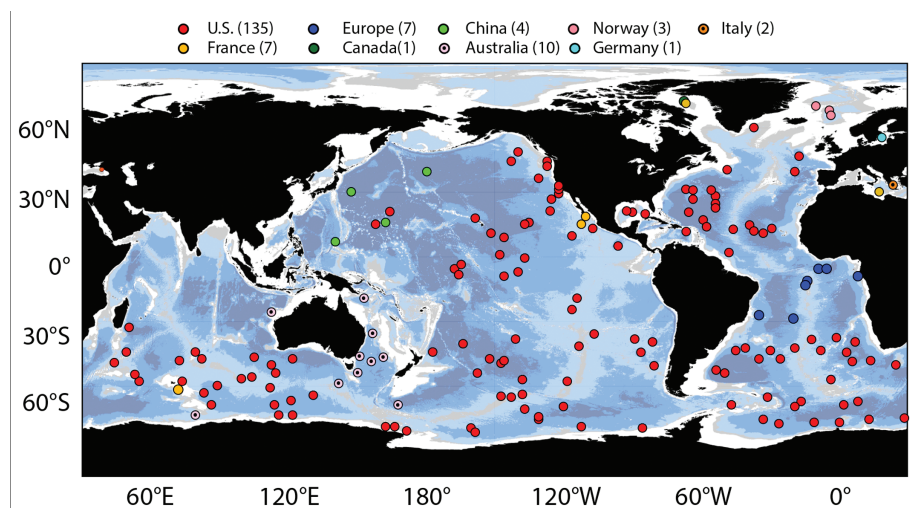 U.S. (135) Europe (7) China (4) Norway (3) Italy (2)
France (7) Canada(1) Australia (10) Germany (1)
60°N
30°N
0°
30°S
60°S
60°E 120°E 180° 120°W 60°W 0°